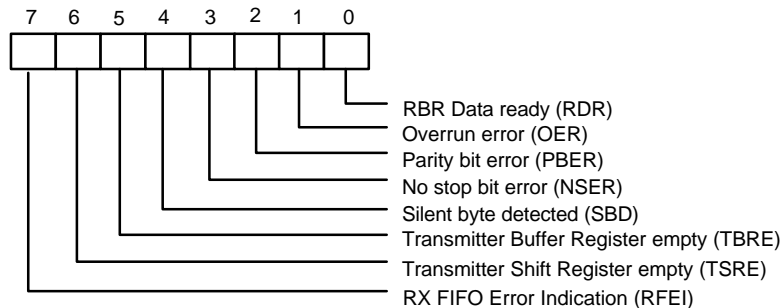 7 6 5 4 3 2 1 0
RBR Data ready (RDR)
Overrun error (OER)
Parity bit error (PBER)
No stop bit error (NSER)
Silent byte detected (SBD)
Transmitter Buffer Register empty (TBRE)
Transmitter Shift Register empty (TSRE)
RX FIFO Error Indication (RFEI)